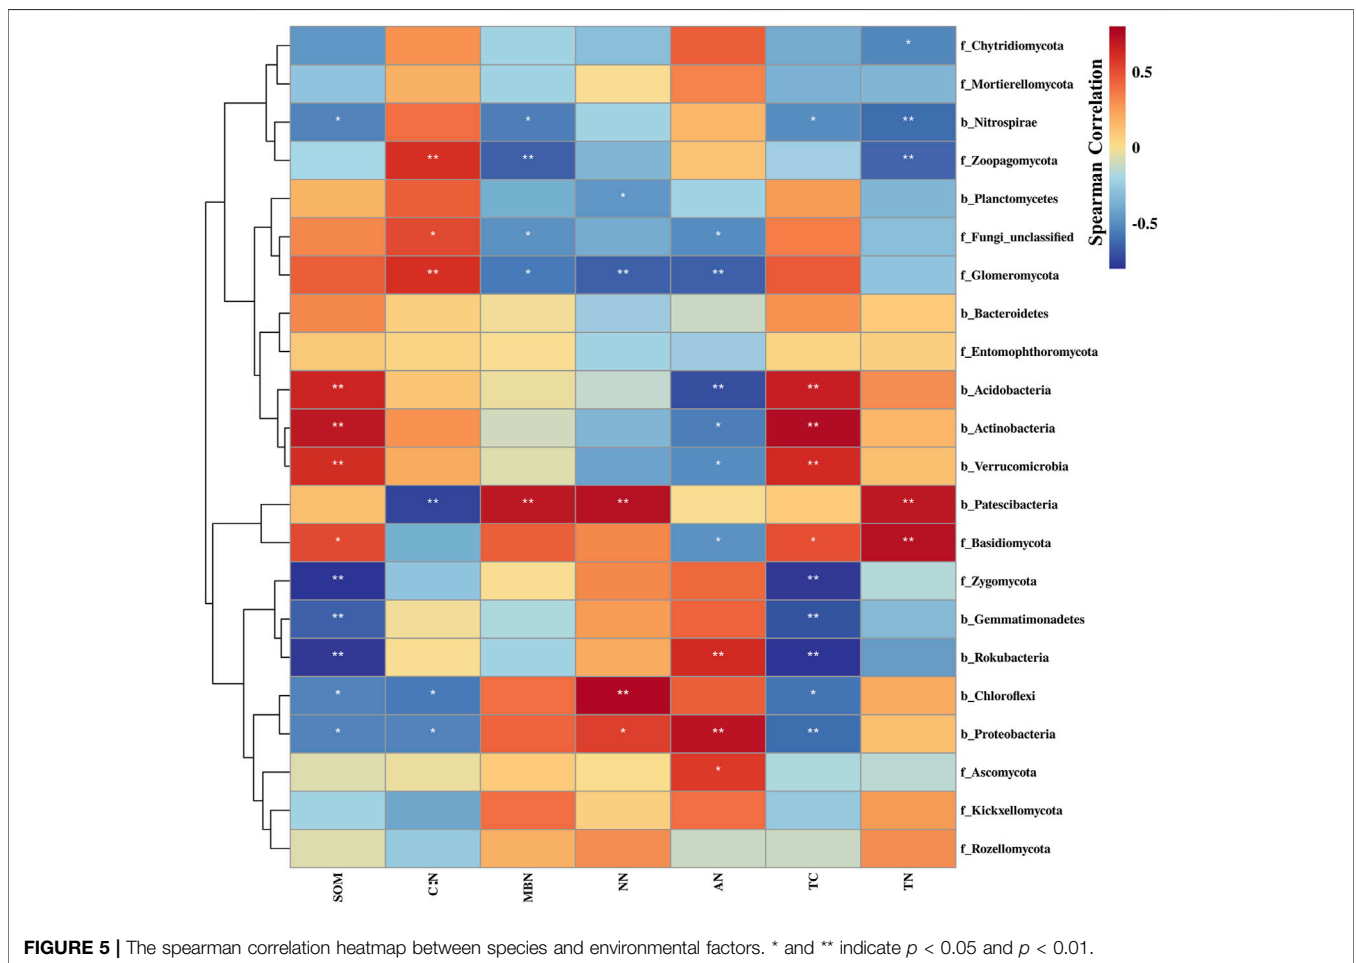 * f_Chytridiomycota
f_Mortierellomycota
* * * ** b_Nitrospirae
** ** ** f_Zoopagomycota
* b_Planctomycetes
* * * f_Fungi_unclassified
** * ** ** f_Glomeromycota
b_Bacteroidetes
f_Entomophthoromycota
** ** ** b_Acidobacteria
** * ** b_Actinobacteria
** * ** b_Verrucomicrobia
** ** ** ** b_Patescibacteria
* * * ** f_Basidiomycota
** ** f_Zygomycota
** ** b_Gemmatimonadetes
** ** ** b_Rokubacteria
* * ** * b_Chloroflexi
* * * ** ** b_Proteobacteria
* f_Ascomycota
f_Kickxellomycota
f_Rozellomycota
SOM C:N MBN NN AN TC TN
0.5
0
-0.5
Spearman Correlation
FIGURE 5 | The spearman correlation heatmap between species and environmental factors. * and ** indicate p < 0.05 and p < 0.01.